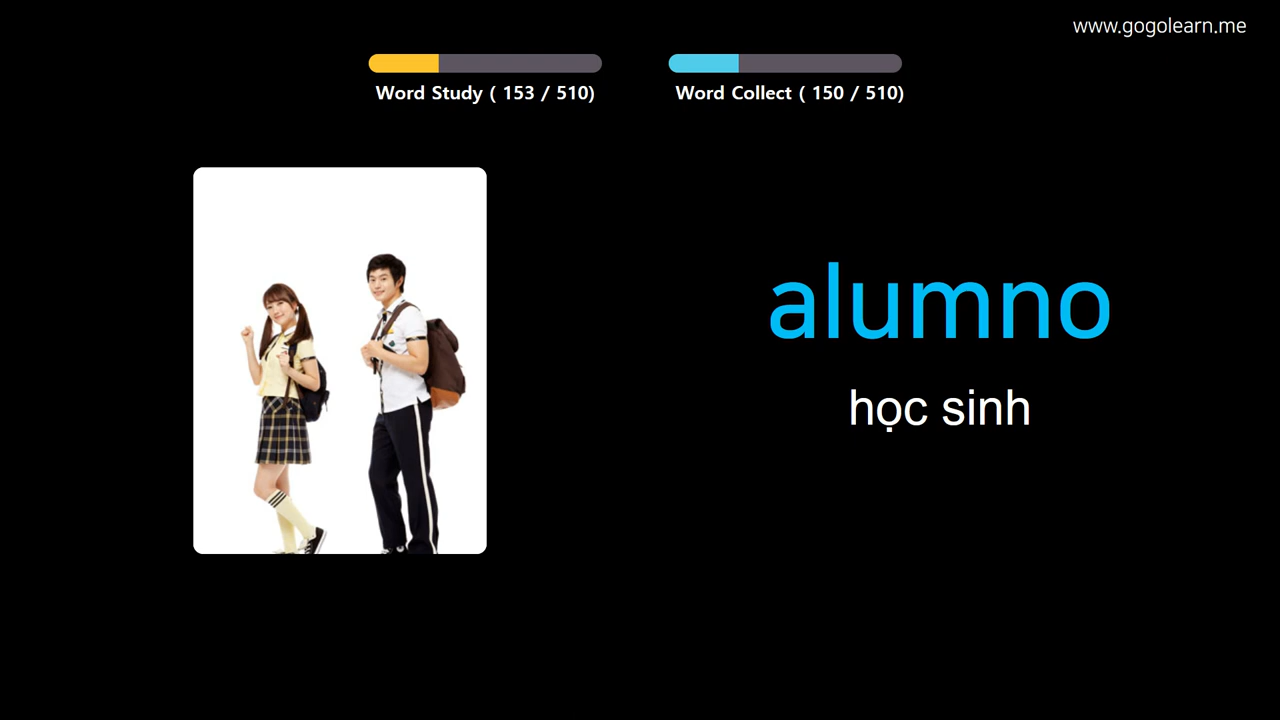 www.gogolearn.me
Word Study ( 153 / 510)
Word Collect ( 150 / 510)
alumno
học sinh